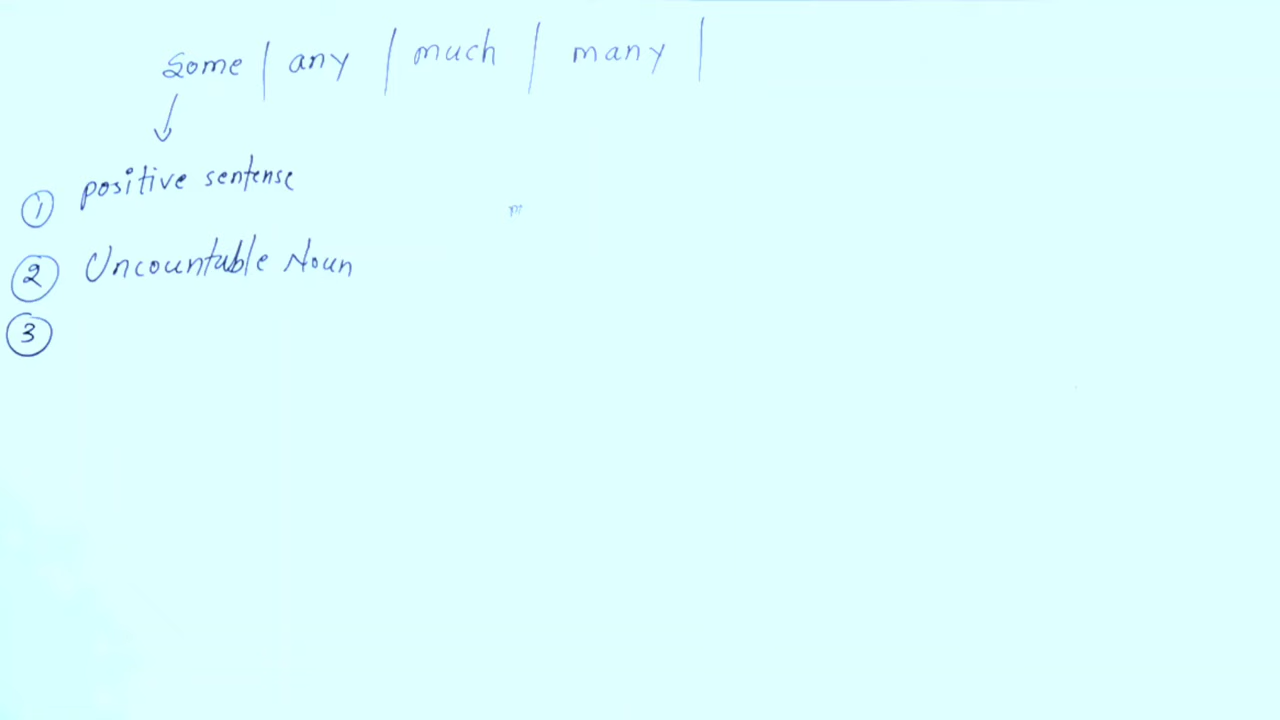 Some | any | much | many |
↓
① positive sentense
② Uncountable Noun
③